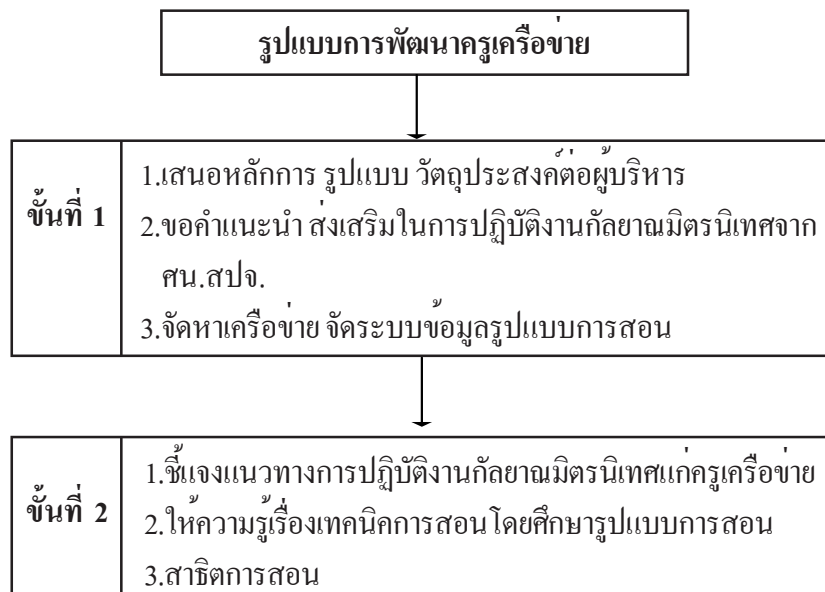 รูปแบบการพัฒนาครูเครือข่าย
ขั้นที่ 1
1.เสนอหลักการ รูปแบบ วัตถุประสงค์ต่อผู้บริหาร
2.ขอคำแนะนำ ส่งเสริมในการปฏิบัติงานกัลยาณมิตรนิเทศจาก
ศน.สปจ.
3.จัดหาเครือข่าย จัดระบบข้อมูลรูปแบบการสอน
ขั้นที่ 2
1.ชี้แจงแนวทางการปฏิบัติงานกัลยาณมิตรนิเทศแก่ครูเครือข่าย
2.ให้ความรู้เรื่องเทคนิคการสอน โดยศึกษารูปแบบการสอน
3.สาธิตการสอน